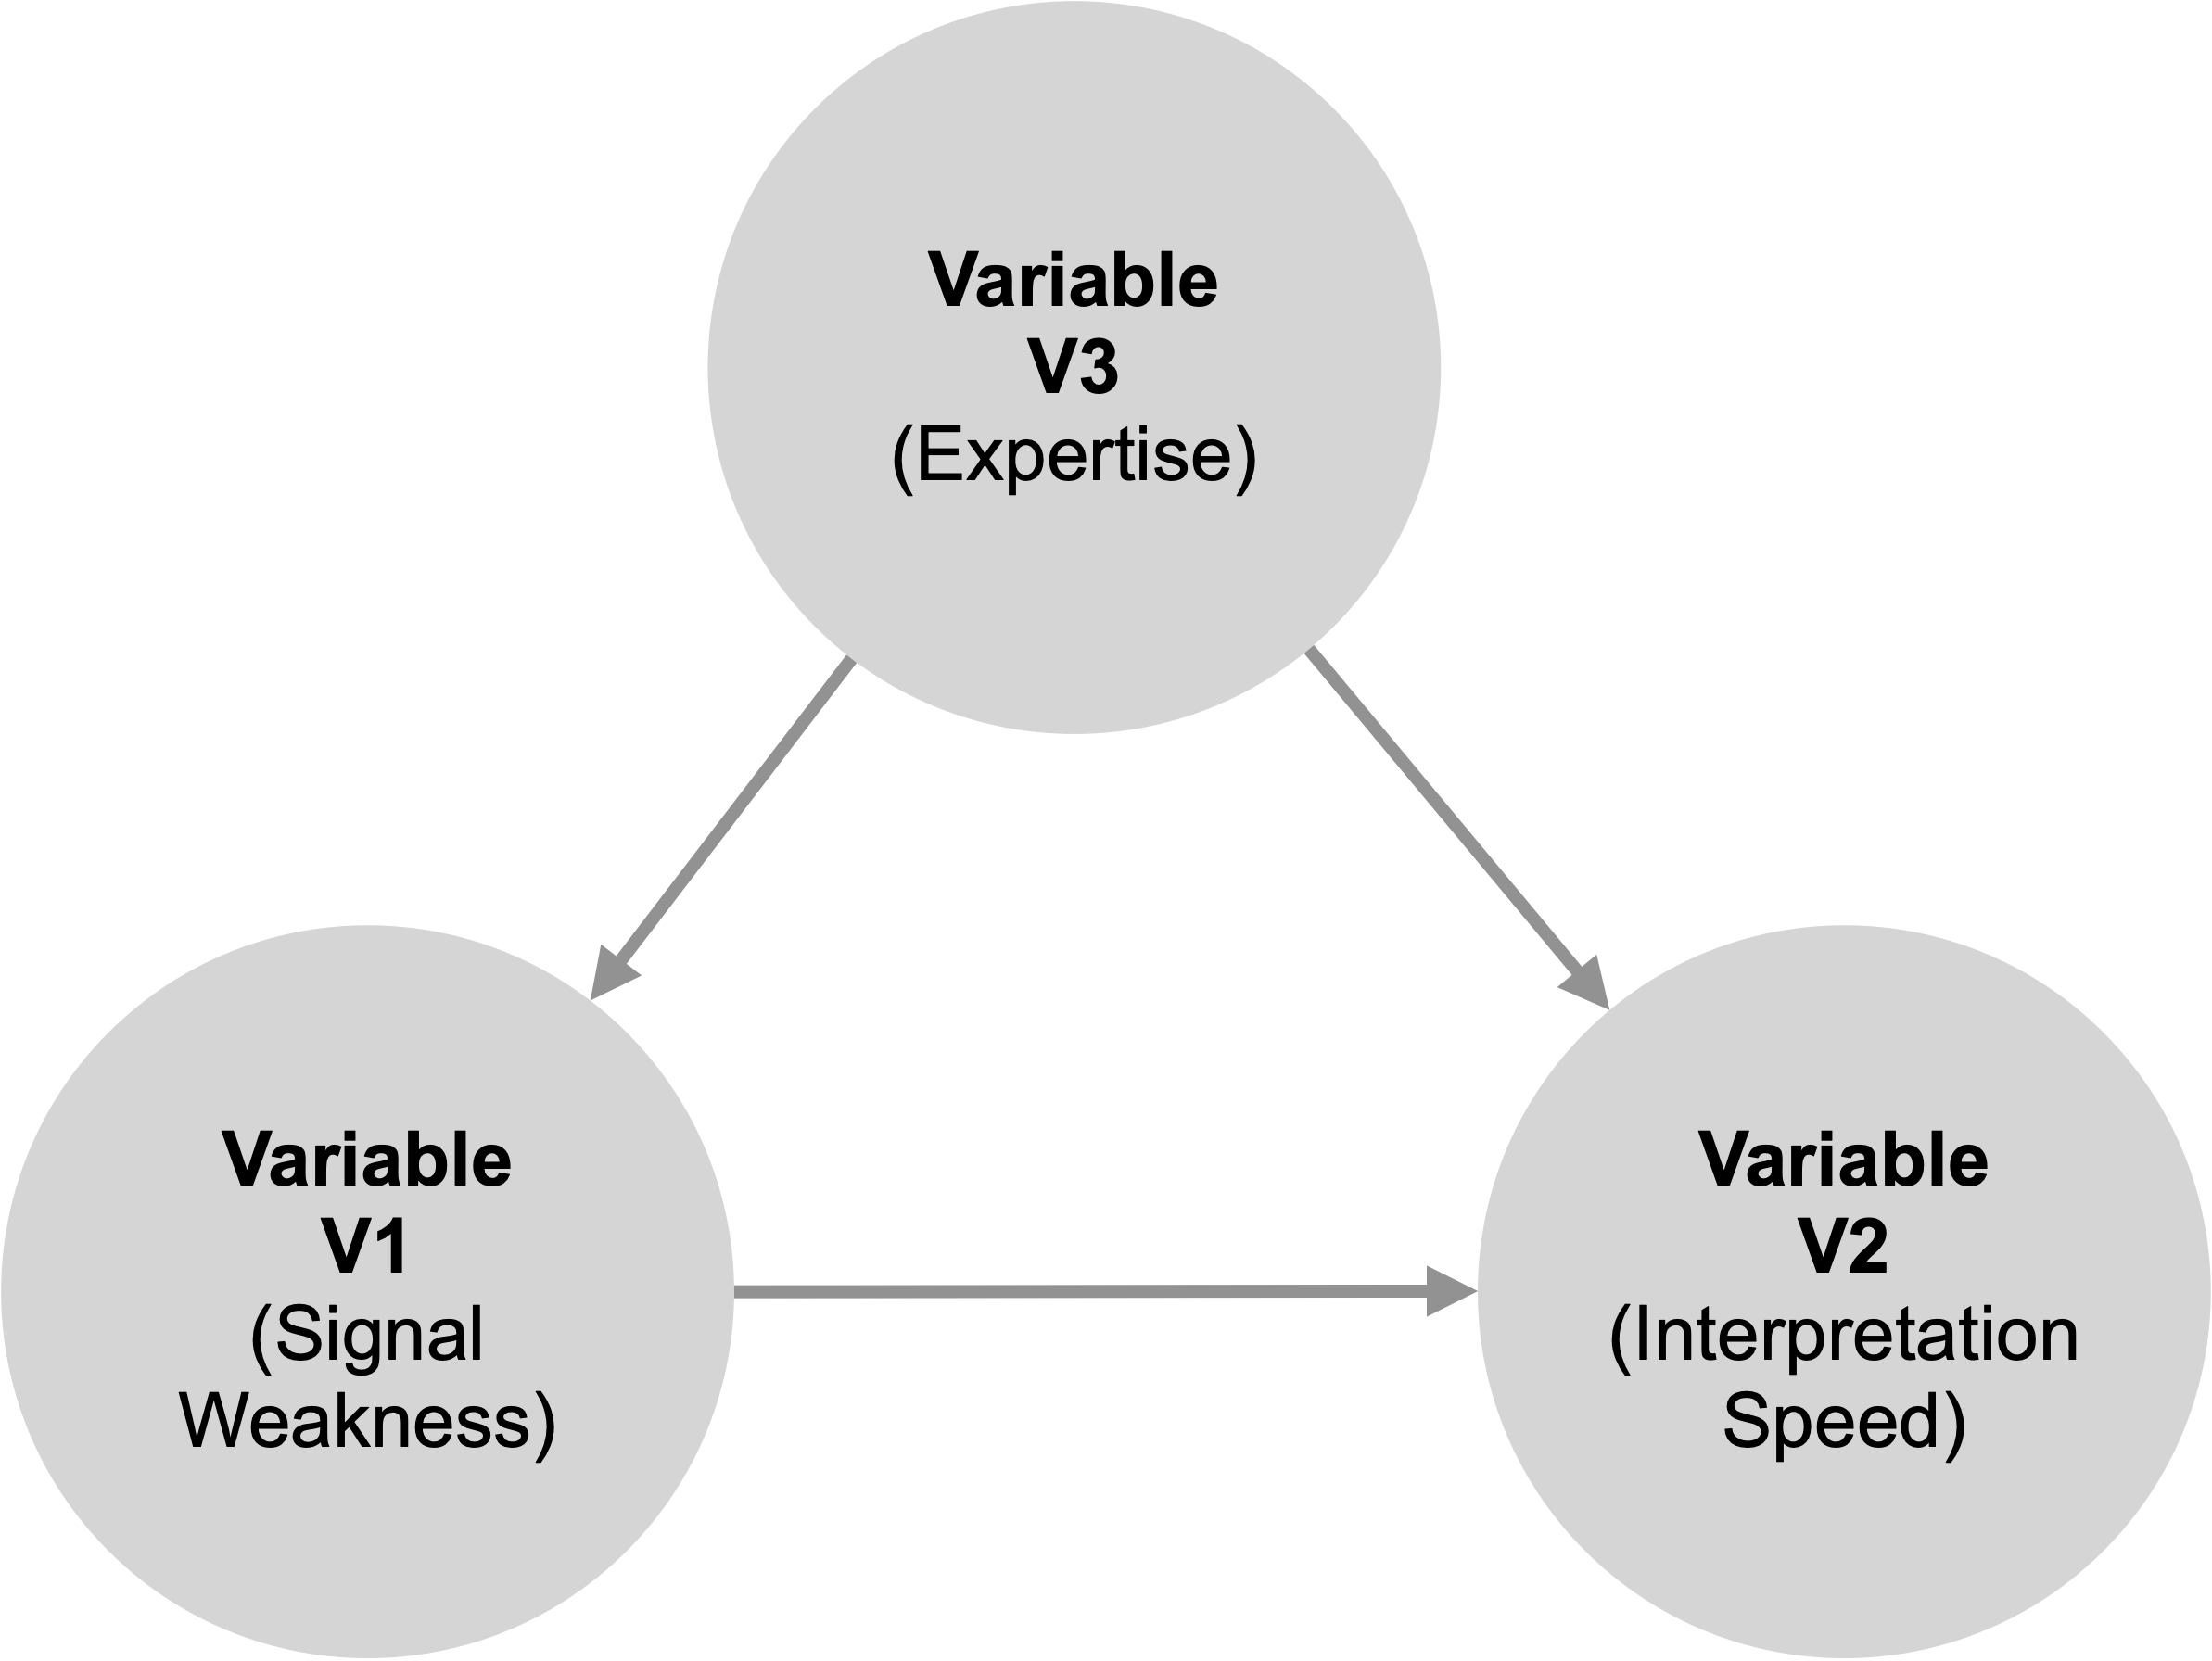 Variable
V3
(Expertise)
Variable
V1
(Signal
Weakness)
Variable
V2
(Interpretation
Speed)